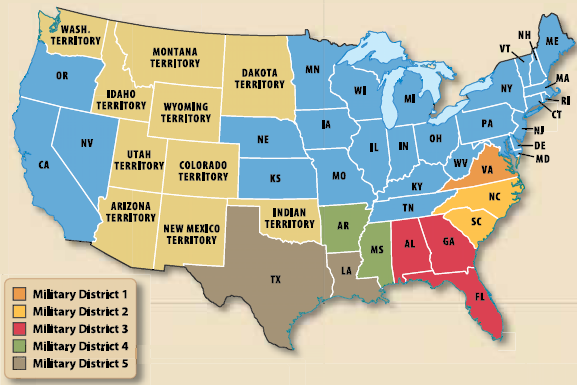 WASH.
TERRITORY
MONTANA
TERRITORY
DAKOTA
TERRITORY
MN
OR
IDAHO
TERRITORY
WYOMING
TERRITORY
WI
MI
NY
VT
NH
ME
MA
RI
CT
NJ
DE
MD
PA
NV
CA
UTAH
TERRITORY
COLORADO
TERRITORY
NE
IA
IL
IN
OH
WV
VA
KS
MO
KY
TN
NC
SC
ARIZONA
TERRITORY
NEW MEXICO
TERRITORY
INDIAN
TERRITORY
AR
MS
AL
GA
TX
LA
FL
Military District 1
Military District 2
Military District 3
Military District 4
Military District 5